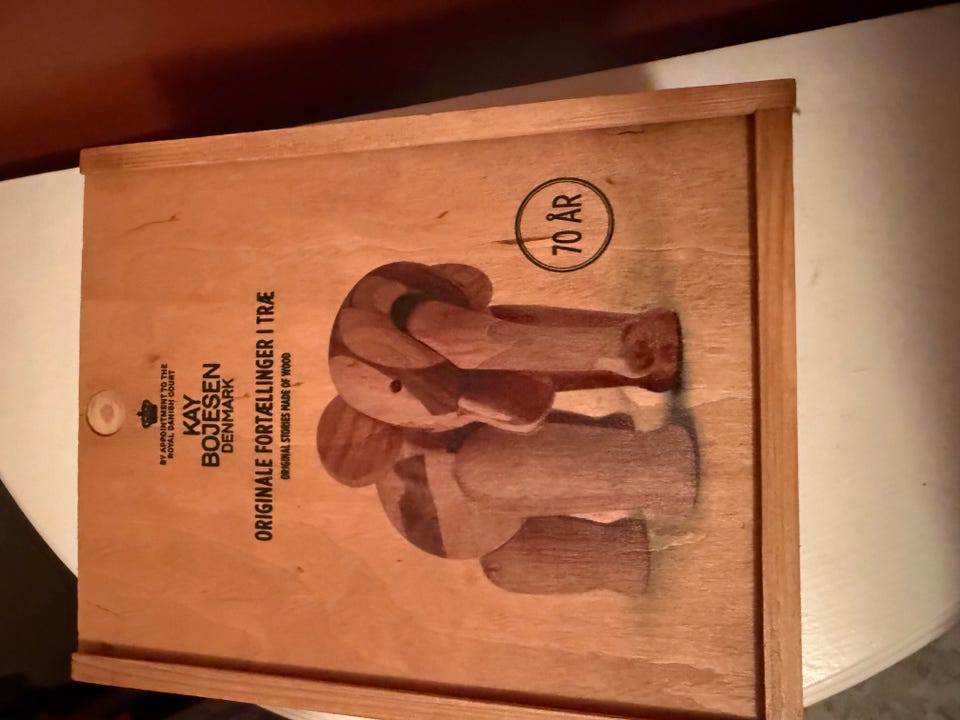 BY APPOINTMENT TO THE
ROYAL DANISH COURT
KAY
BOJESEN
DENMARK
ORIGINALE FORTÆLLINGER I TRÆ
ORIGINAL STORIES MADE OF WOOD
70 ÅR